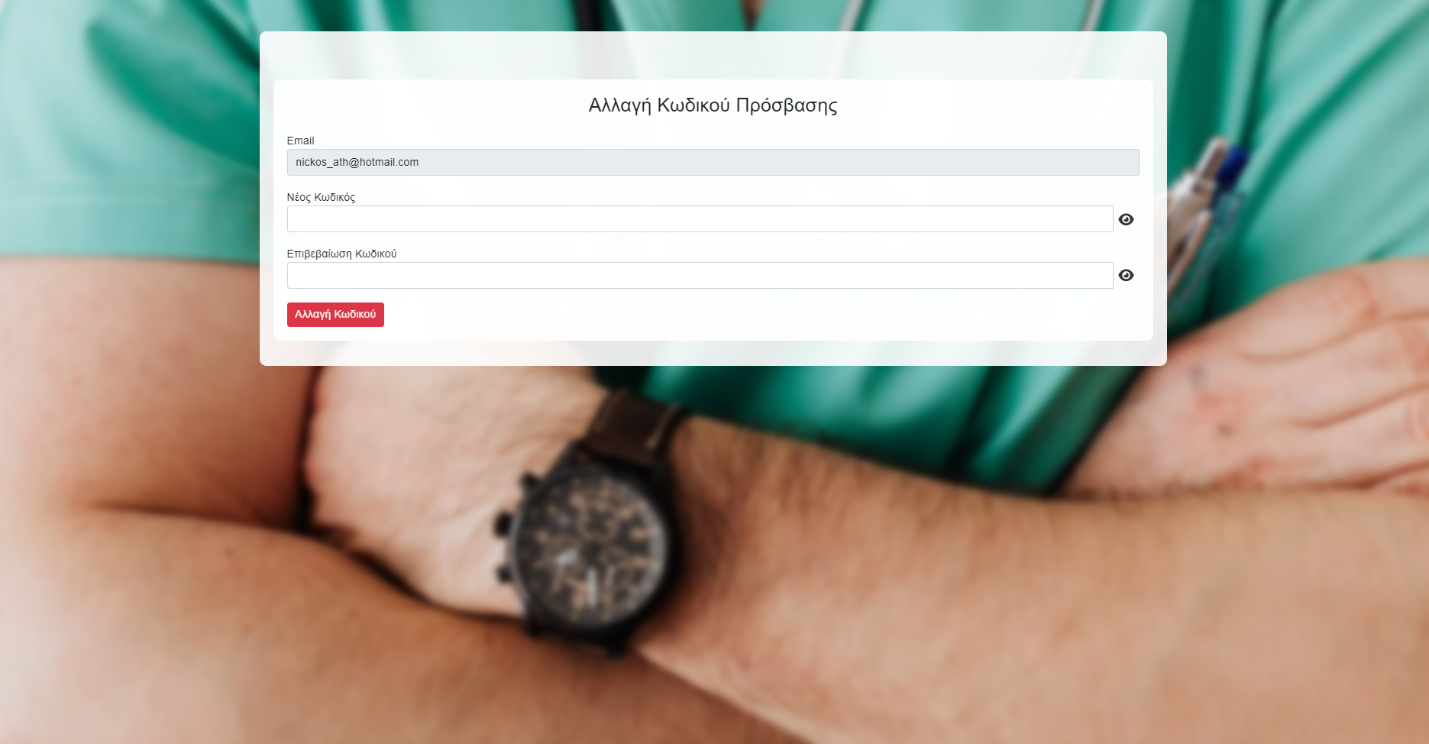 Αλλαγή Κωδικού Πρόσβασης
Email
nickos_ath@hotmail.com
Νέος Κωδικός
Επιβεβαίωση Κωδικού
Αλλαγή Κωδικού